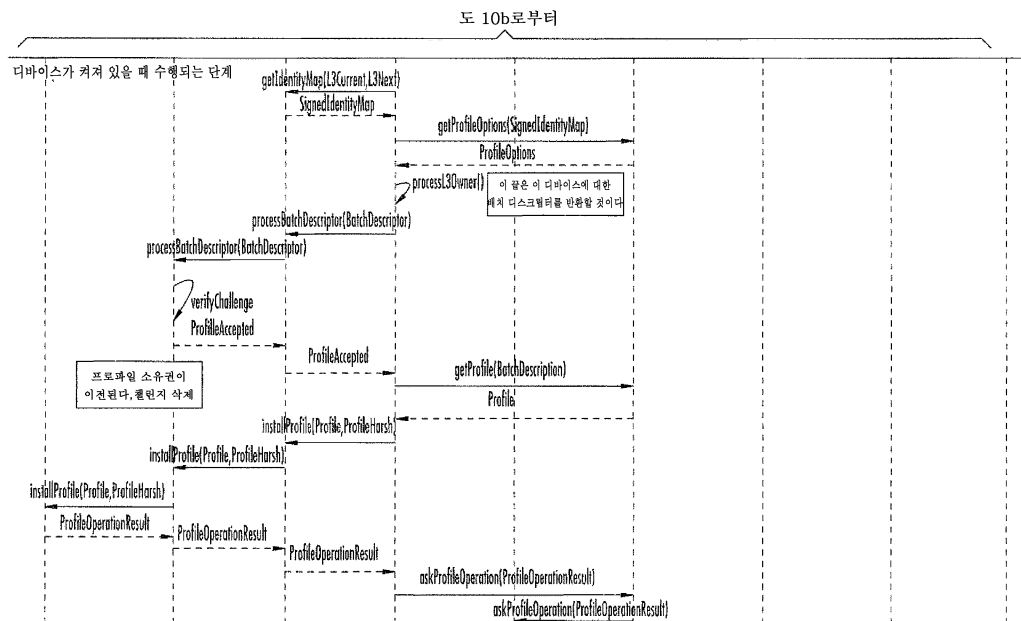 도 10b로부터
디바이스가 켜져 있을 때 수행되는 단계
getIdentityMap(L3Current,L3Next)
SignedIdentityMap
getProfileOptions(SignedIdentityMap)
ProfileOptions
processL3Owner()
이 끝은 이 디바이스에 대한
배치 디스크립터를 반환할 것이다
processBatchDescriptor(BatchDescriptor)
processBatchDescriptor(BatchDescriptor)
verifyChallenge
ProfilleAccepted
ProfileAccepted
프로파일 소유권이
이전된다,챌린지 삭제
getProfile(BatchDescription)
Profile
installProfile(Profile,ProfileHarsh)
installProfile(Profile,ProfileHarsh)
installProfile(Profile,ProfileHarsh)
ProfileOperationResult
ProfileOperationResult
ProfileOperationResult
askProfileOperation(ProfileOperationResult)
askProfileOperation(ProfileOperationResult)